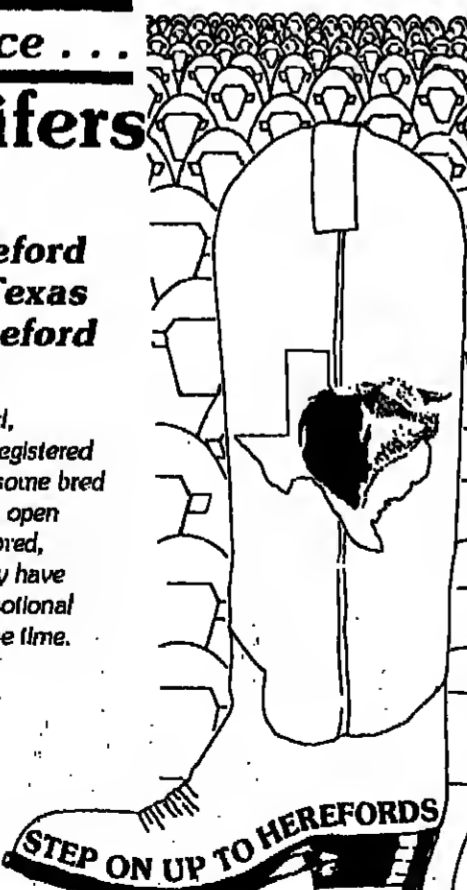 ce . . .
ifers
eford
Texas
eford
d,
egistered
some bred
open
bred,
y have
otional
e time.
STEP ON UP TO HEREFORDS